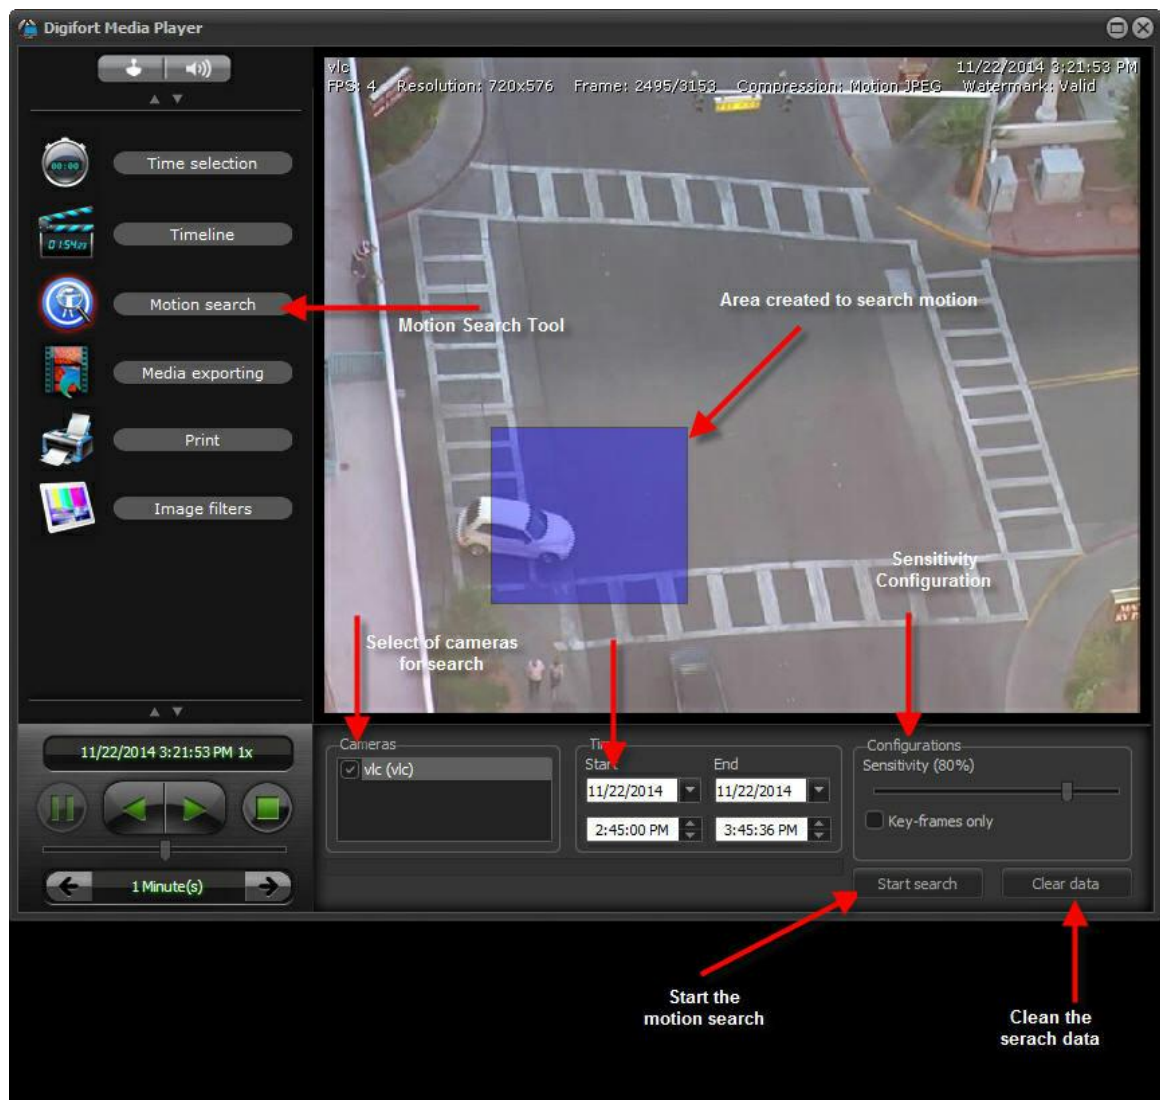 Digifort Media Player
vlc
11/22/2014 3:21:53 PM
FPS: 4 Resolution: 720x576 Frame: 2495/3153 Compression: Motion JPEG Watermark: Valid
00:00
Time selection
Timeline
Motion search
Motion Search Tool
Area created to search motion
Media exporting
Print
Image filters
Sensitivity
Configuration
Select of cameras
for search
11/22/2014 3:21:53 PM 1x
1 Minute(s)
Cameras
vlc (vlc)
Start
End
11/22/2014
11/22/2014
2:45:00 PM
3:45:36 PM
Configurations
Sensitivity (80%)
Key-frames only
Start search
Clear data
Start the
motion search
Clean the
serach data